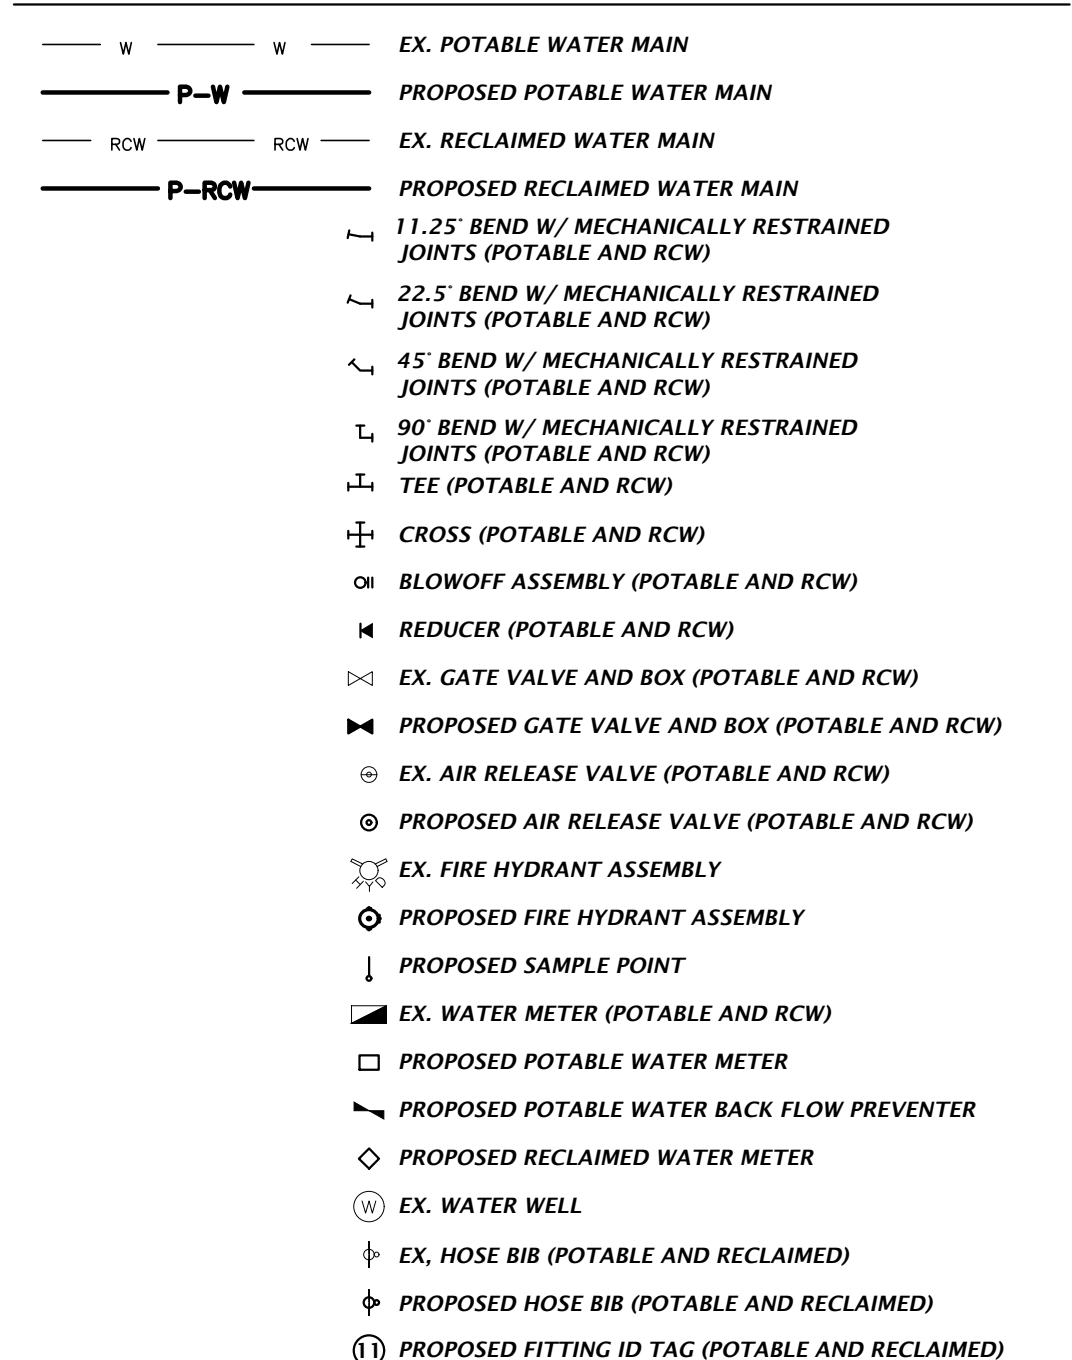 W W EX. POTABLE WATER MAIN
P-W PROPOSED POTABLE WATER MAIN
RCW RCW EX. RECLAIMED WATER MAIN
P-RCW PROPOSED RECLAIMED WATER MAIN
11.25° BEND W/ MECHANICALLY RESTRAINED
JOINTS (POTABLE AND RCW)
22.5° BEND W/ MECHANICALLY RESTRAINED
JOINTS (POTABLE AND RCW)
45° BEND W/ MECHANICALLY RESTRAINED
JOINTS (POTABLE AND RCW)
90° BEND W/ MECHANICALLY RESTRAINED
JOINTS (POTABLE AND RCW)
TEE (POTABLE AND RCW)
CROSS (POTABLE AND RCW)
BLOWOFF ASSEMBLY (POTABLE AND RCW)
REDUCER (POTABLE AND RCW)
EX. GATE VALVE AND BOX (POTABLE AND RCW)
PROPOSED GATE VALVE AND BOX (POTABLE AND RCW)
EX. AIR RELEASE VALVE (POTABLE AND RCW)
PROPOSED AIR RELEASE VALVE (POTABLE AND RCW)
HYD EX. FIRE HYDRANT ASSEMBLY
PROPOSED FIRE HYDRANT ASSEMBLY
PROPOSED SAMPLE POINT
EX. WATER METER (POTABLE AND RCW)
PROPOSED POTABLE WATER METER
PROPOSED POTABLE WATER BACK FLOW PREVENTER
PROPOSED RECLAIMED WATER METER
W EX. WATER WELL
EX, HOSE BIB (POTABLE AND RECLAIMED)
PROPOSED HOSE BIB (POTABLE AND RECLAIMED)
11 PROPOSED FITTING ID TAG (POTABLE AND RECLAIMED)